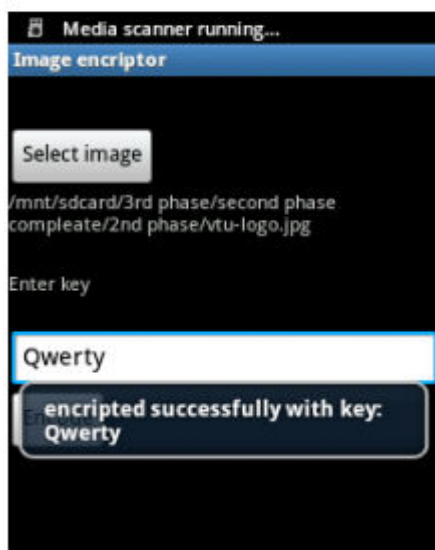 Media scanner running...
Image encriptor
Select image
/mnt/sdcard/3rd phase/second phase
compleate/2nd phase/vtu-logo.jpg
Enter key
Qwerty
encripted successfully with key:
Qwerty